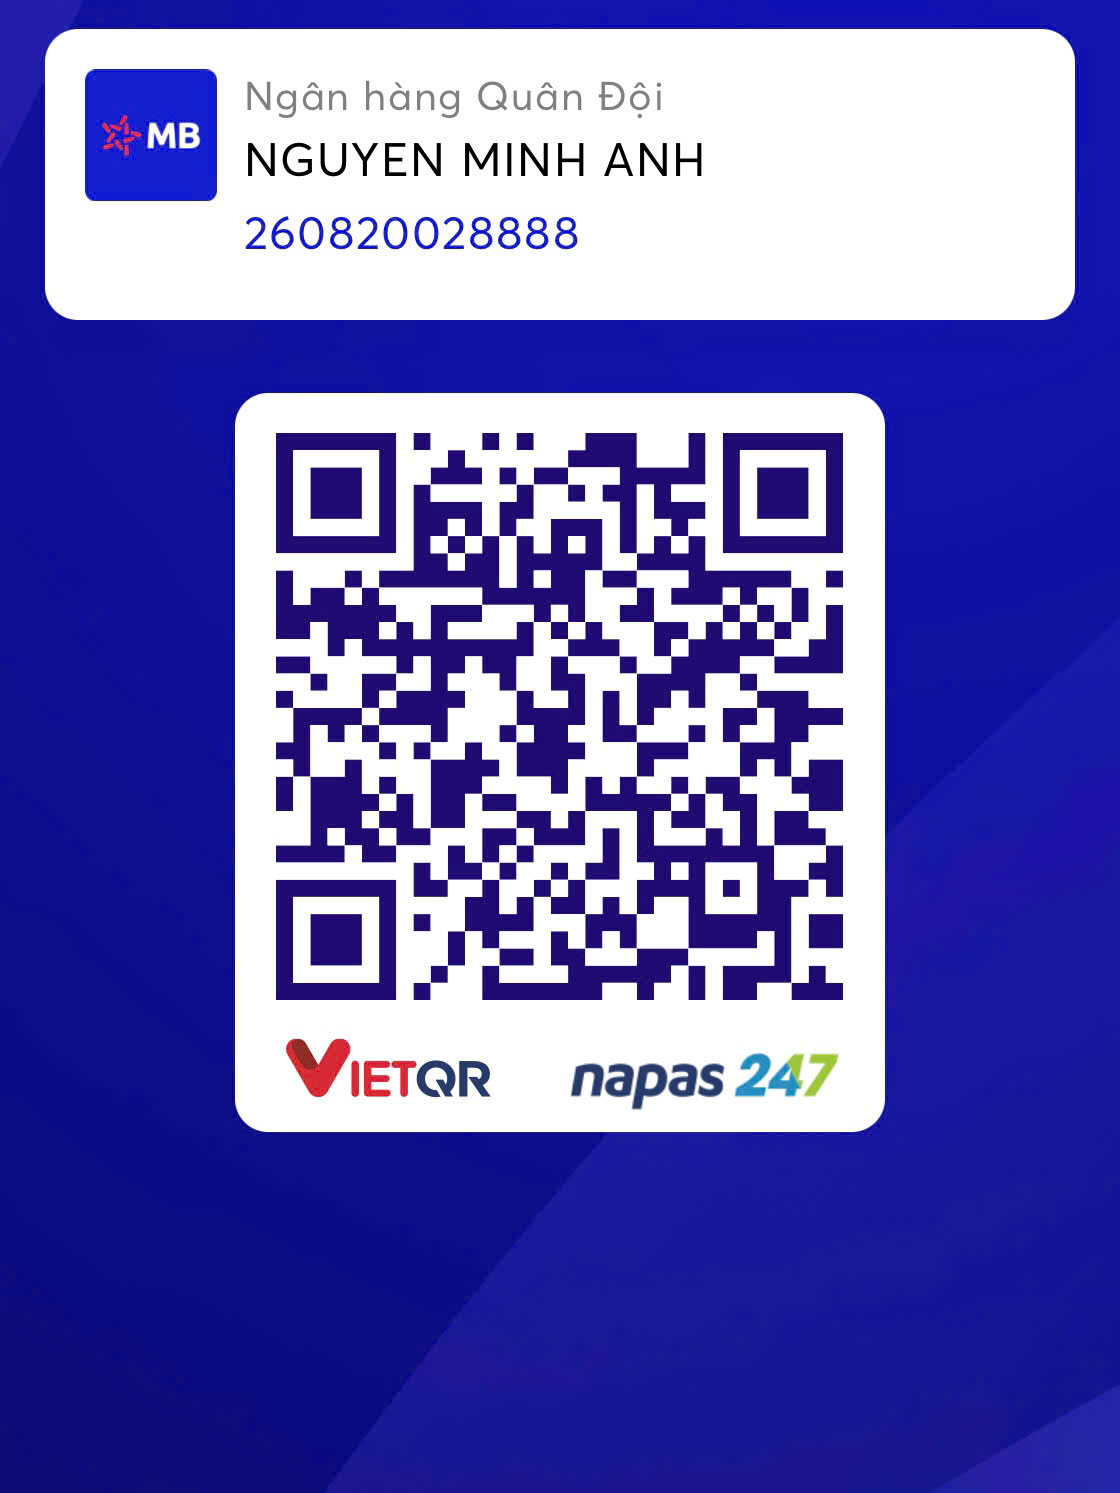 MB
Ngân hàng Quân Đội
NGUYEN MINH ANH
260820028888
VIETQR
napas 247